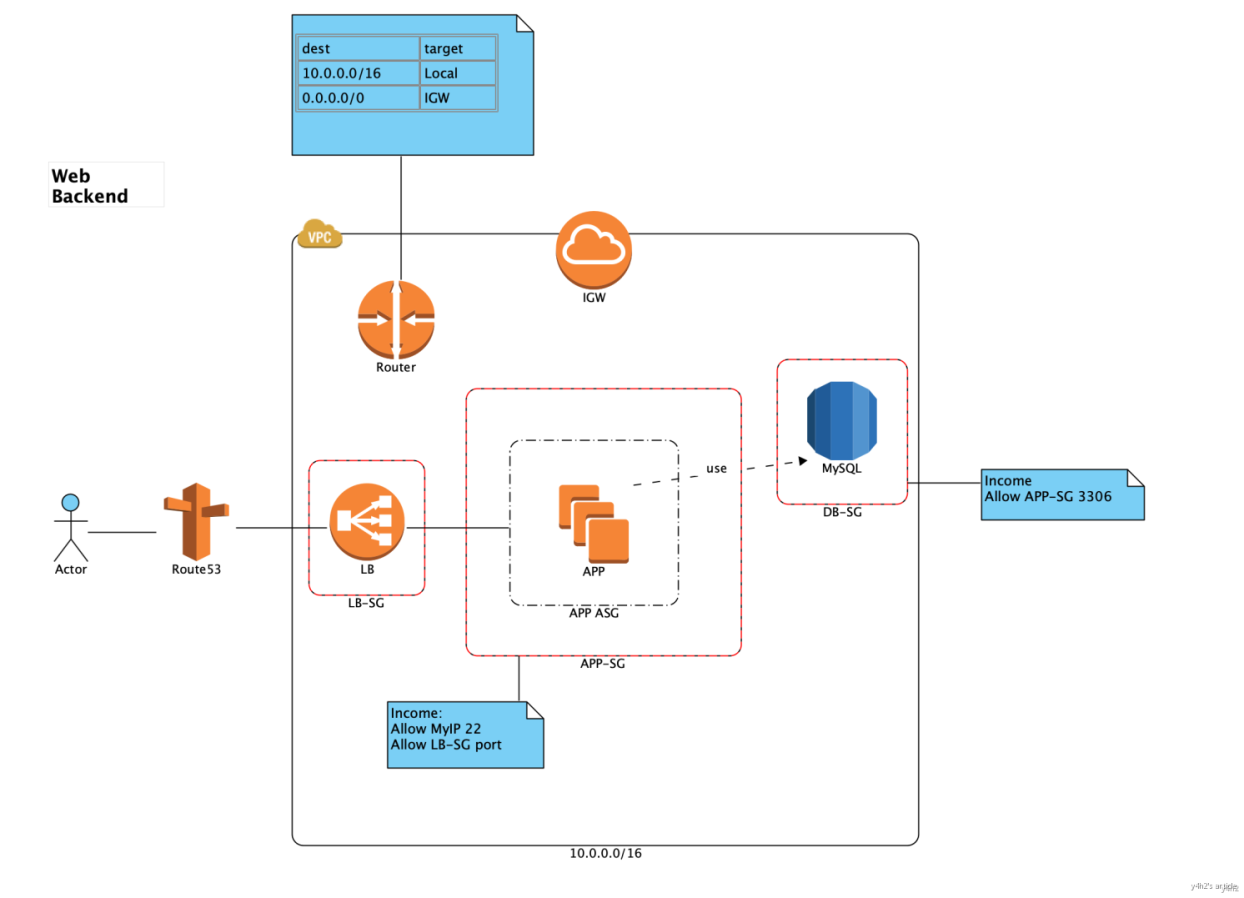 dest target
10.0.0.0/16 Local
0.0.0.0/0 IGW
Web
Backend
VPC
IGW
Router
use
MySQL
DB-SG
Income
Allow APP-SG 3306
Actor
Route53
LB
LB-SG
APP
APP ASG
APP-SG
Income:
Allow MyIP 22
Allow LB-SG port
10.0.0.0/16
y4h2's